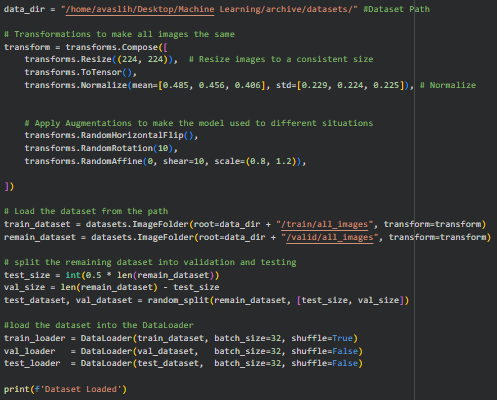 data_dir = "/home/avaslih/Desktop/Machine Learning/archive/datasets/" #Dataset Path
# Transformations to make all images the same
transform = transforms.Compose([
transforms.Resize((224, 224)),  # Resize images to a consistent size
transforms.ToTensor(),
transforms.Normalize(mean=[0.485, 0.456, 0.406], std=[0.229, 0.224, 0.225]), # Normalize
# Apply Augmentations to make the model used to different situations
transforms.RandomHorizontalFlip(),
transforms.RandomRotation(10),
transforms.RandomAffine(0, shear=10, scale=(0.8, 1.2)),
])
# Load the dataset from the path
train_dataset = datasets.ImageFolder(root=data_dir + "/train/all_images", transform=transform)
remain_dataset = datasets.ImageFolder(root=data_dir + "/valid/all_images", transform=transform)
# split the remaining dataset into validation and testing
test_size = int(0.5 * len(remain_dataset))
val_size = len(remain_dataset) - test_size
test_dataset, val_dataset = random_split(remain_dataset, [test_size, val_size])
#load the dataset into the DataLoader
train_loader = DataLoader(train_dataset, batch_size=32, shuffle=True)
val_loader   = DataLoader(val_dataset,   batch_size=32, shuffle=False)
test_loader  = DataLoader(test_dataset,  batch_size=32, shuffle=False)
print(f'Dataset Loaded')